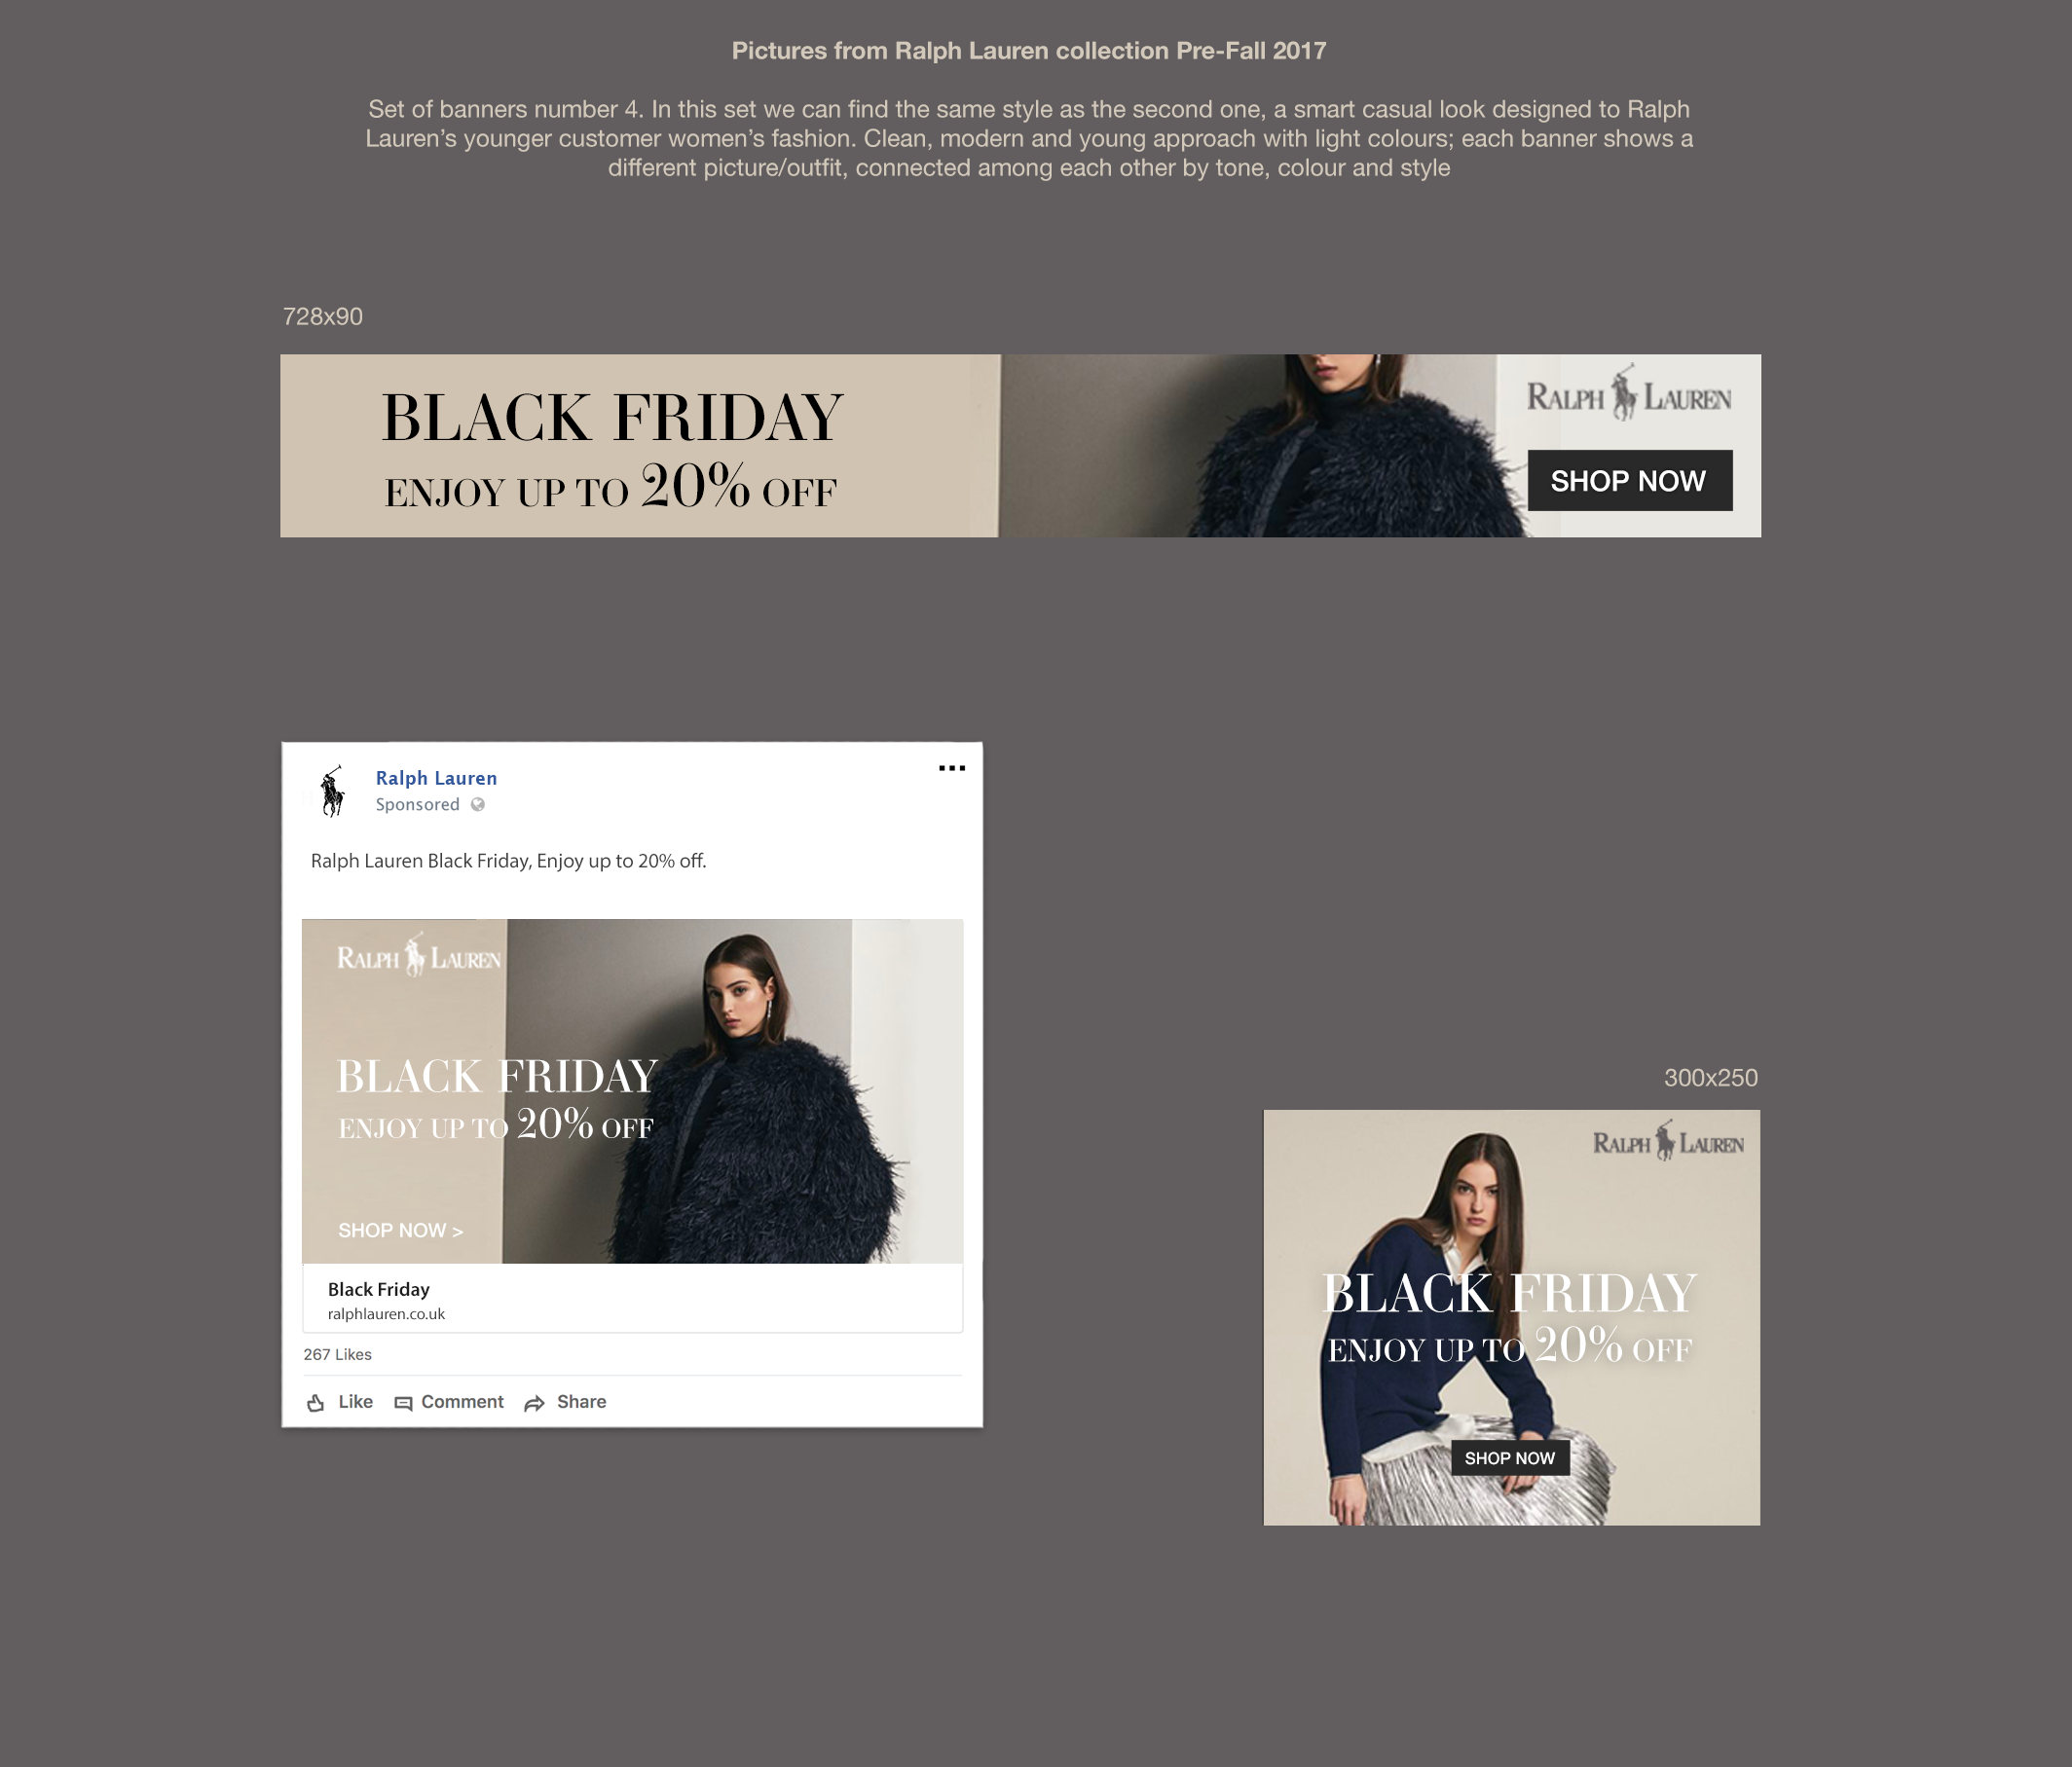 Pictures from Ralph Lauren collection Pre-Fall 2017
Set of banners number 4. In this set we can find the same style as the second one, a smart casual look designed to Ralph
Lauren’s younger customer women’s fashion. Clean, modern and young approach with light colours; each banner shows a
different picture/outfit, connected among each other by tone, colour and style
728x90
BLACK FRIDAY
ENJOY UP TO 20% OFF
RALPH LAUREN
SHOP NOW
Ralph Lauren
Sponsored
Ralph Lauren Black Friday, Enjoy up to 20% off.
RALPH LAUREN
BLACK FRIDAY
ENJOY UP TO 20% OFF
SHOP NOW >
Black Friday
ralphlauren.co.uk
267 Likes
Like Comment Share
300x250
RALPH LAUREN
BLACK FRIDAY
ENJOY UP TO 20% OFF
SHOP NOW